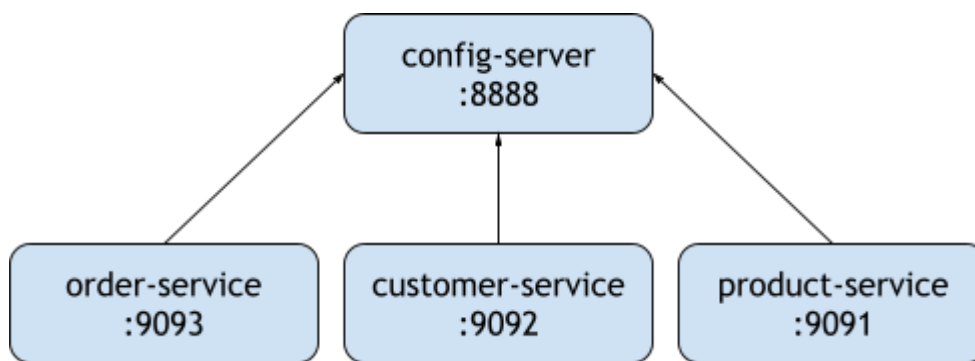 config-server
:8888
order-service
:9093
customer-service
:9092
product-service
:9091